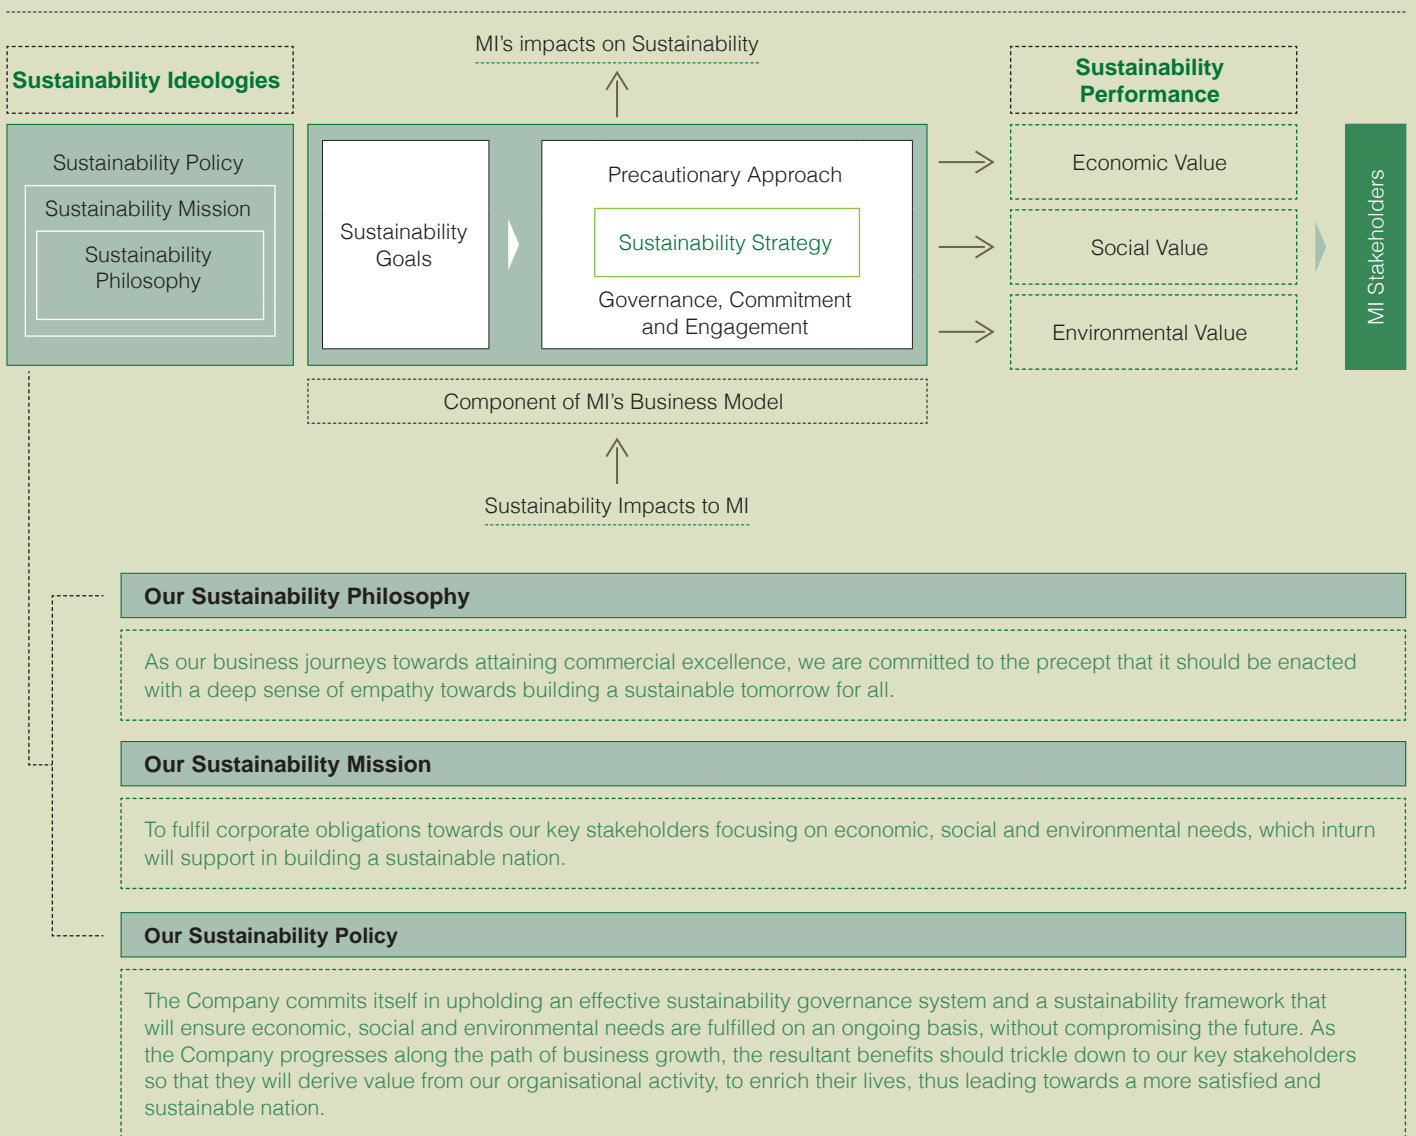 MI's impacts on Sustainability
Sustainability Ideologies
Sustainability
Performance
Sustainability Policy
Sustainability Mission
Sustainability
Philosophy
Sustainability
Goals
Precautionary Approach
Sustainability Strategy
Governance, Commitment
and Engagement
Economic Value
Social Value
Environmental Value
MI Stakeholders
Component of MI's Business Model
Sustainability Impacts to MI
Our Sustainability Philosophy
As our business journeys towards attaining commercial excellence, we are committed to the precept that it should be enacted
with a deep sense of empathy towards building a sustainable tomorrow for all.
Our Sustainability Mission
To fulfil corporate obligations towards our key stakeholders focusing on economic, social and environmental needs, which inturn
will support in building a sustainable nation.
Our Sustainability Policy
The Company commits itself in upholding an effective sustainability governance system and a sustainability framework that
will ensure economic, social and environmental needs are fulfilled on an ongoing basis, without compromising the future. As
the Company progresses along the path of business growth, the resultant benefits should trickle down to our key stakeholders
so that they will derive value from our organisational activity, to enrich their lives, thus leading towards a more satisfied and
sustainable nation.